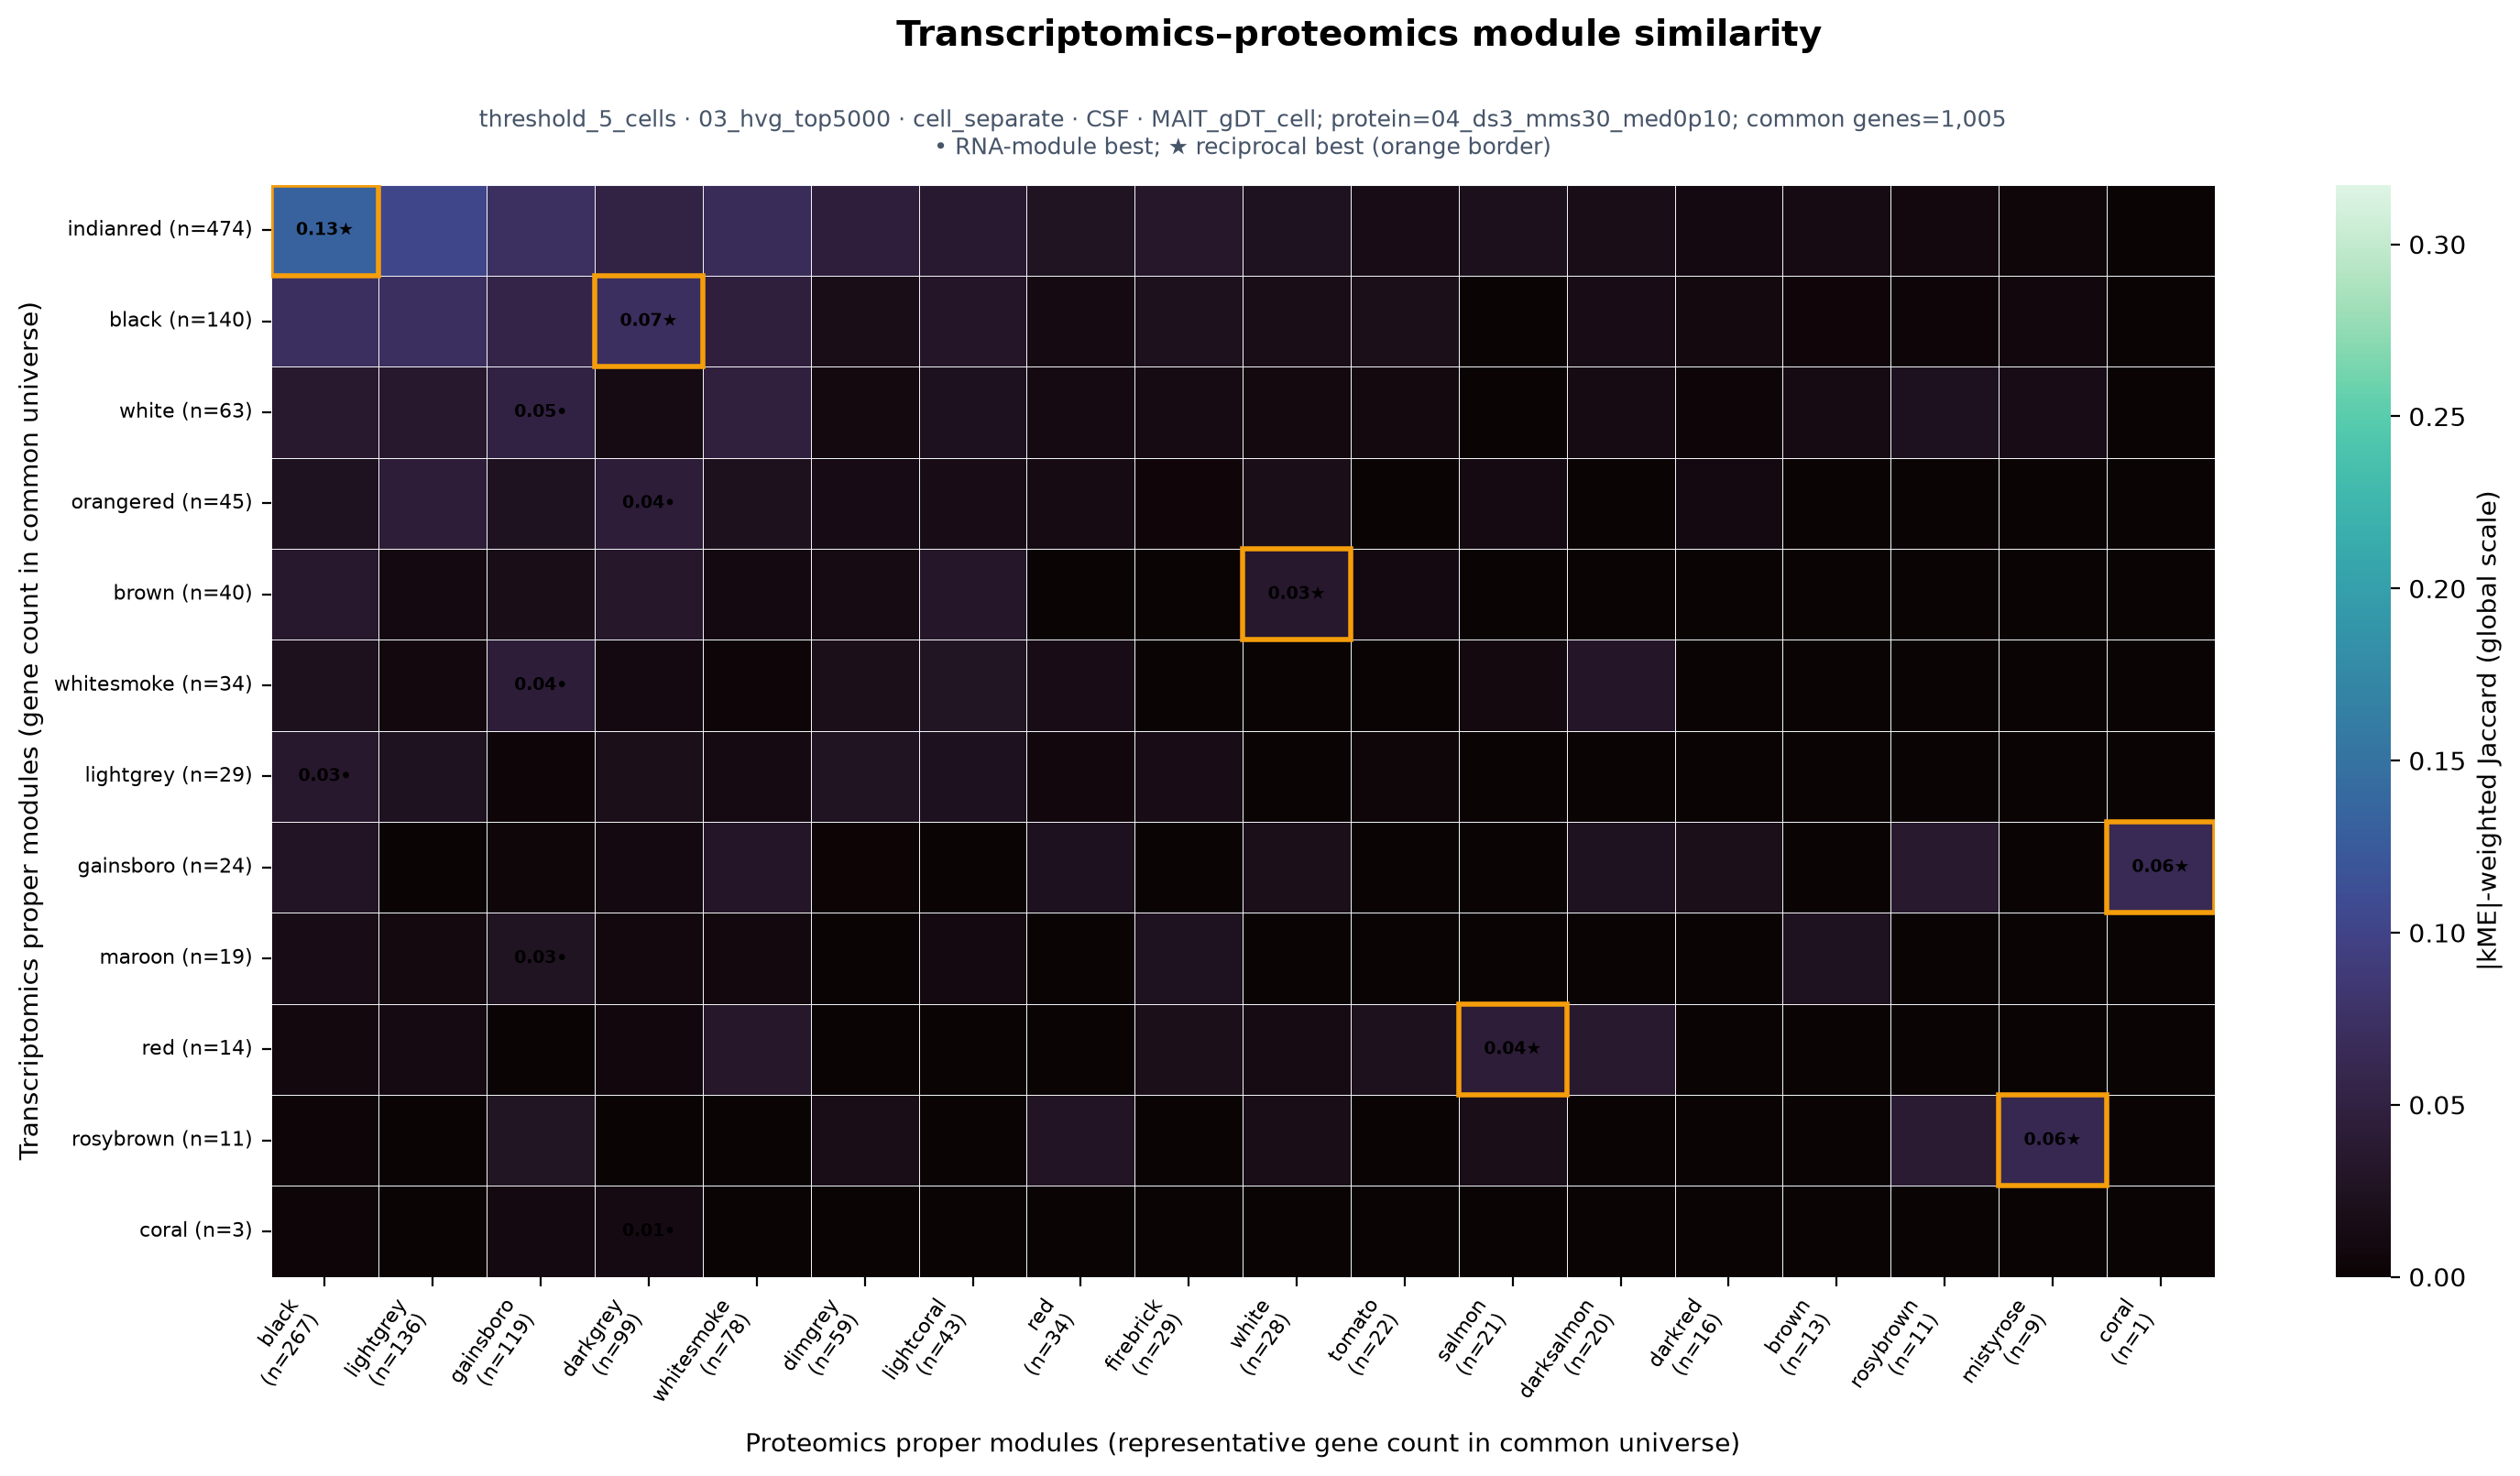 Transcriptomics–proteomics module similarity
threshold_5_cells · 03_hvg_top5000 · cell_separate · CSF · MAIT_gDT_cell; protein=04_ds3_mms30_med0p10; common genes=1,005
• RNA-module best; ★ reciprocal best (orange border)
Transcriptomics proper modules (gene count in common universe)
indianred (n=474)
black (n=140)
white (n=63)
orangered (n=45)
brown (n=40)
whitesmoke (n=34)
lightgrey (n=29)
gainsboro (n=24)
maroon (n=19)
red (n=14)
rosybrown (n=11)
coral (n=3)
0.13★
0.07★
0.05•
0.04•
0.03★
0.04•
0.03•
0.06★
0.03•
0.04★
0.06★
0.01•
black
(n=267)
lightgrey
(n=136)
gainsboro
(n=119)
darkgrey
(n=99)
whitesmoke
(n=78)
dimgrey
(n=59)
lightcoral
(n=43)
red
(n=34)
firebrick
(n=29)
white
(n=28)
tomato
(n=22)
salmon
(n=21)
darksalmon
(n=20)
darkred
(n=16)
brown
(n=13)
rosybrown
(n=11)
mistyrose
(n=9)
coral
(n=1)
Proteomics proper modules (representative gene count in common universe)
0.30
0.25
0.20
0.15
0.10
0.05
0.00
|kME|-weighted Jaccard (global scale)